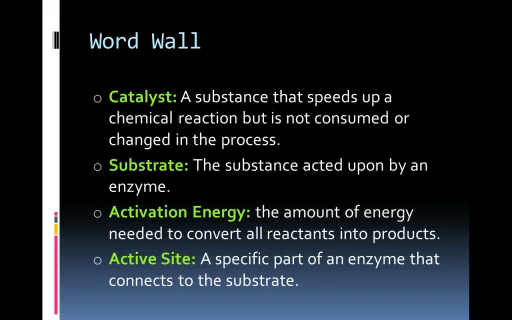 Word Wall
Catalyst: A substance that speeds up a
chemical reaction but is not consumed or
changed in the process.
Substrate: The substance acted upon by an
enzyme.
Activation Energy: the amount of energy
needed to convert all reactants into products.
Active Site: A specific part of an enzyme that
connects to the substrate.